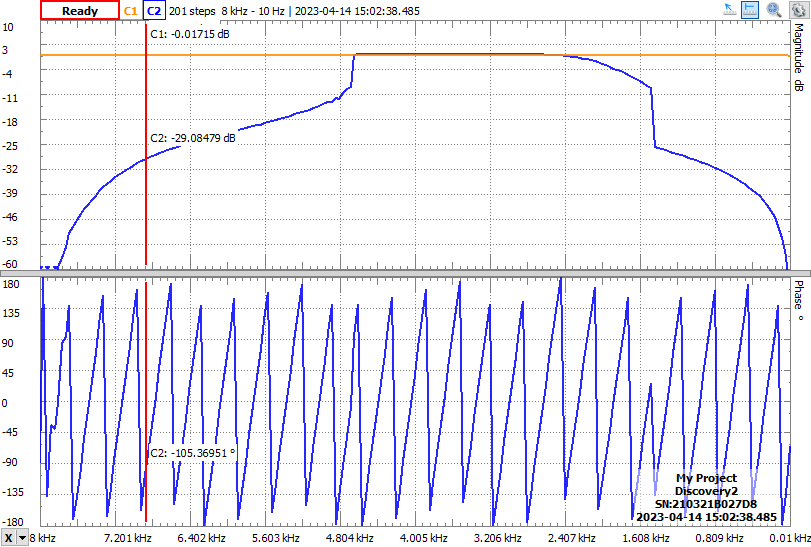 Ready C1 C2 201 steps 8 kHz - 10 Hz | 2023-04-14 15:02:38.485
10
3
-4
-11
-18
-25
-32
-39
-46
-53
-60
C1: -0.01715 dB
C2: -29.08479 dB
Magnitude dB
180
135
90
45
0
-45
-90
-135
-180
C2: -105.36951 °
Phase °
My Project
Discovery2
SN:210321B027D8
2023-04-14 15:02:38.485
X 8 kHz 7.201 kHz 6.402 kHz 5.603 kHz 4.804 kHz 4.005 kHz 3.206 kHz 2.407 kHz 1.608 kHz 0.809 kHz 0.01 kHz